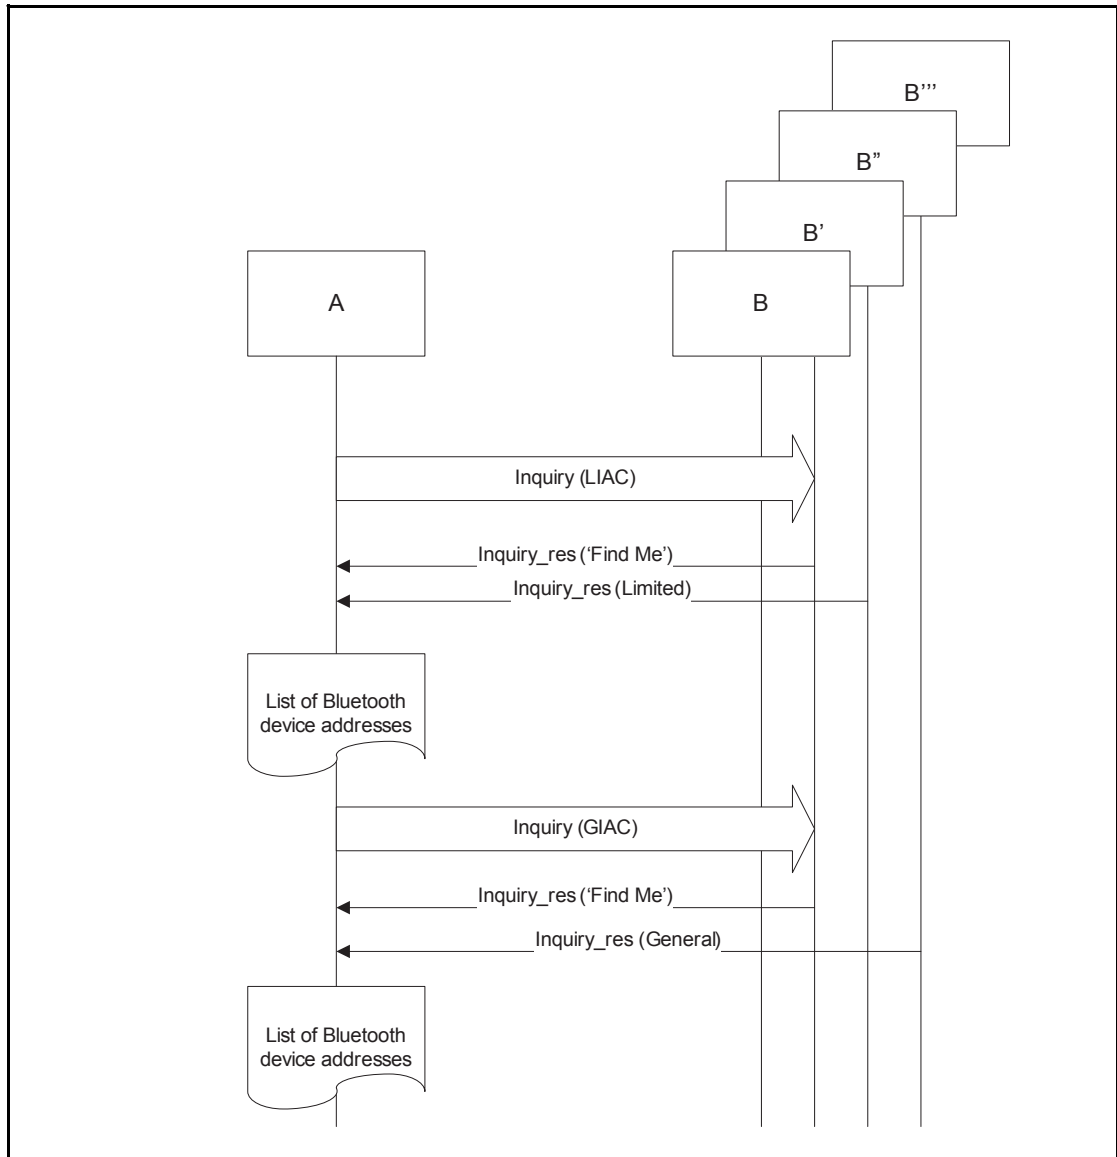 B’’’
B”
B’
A
B
Inquiry (LIAC)
Inquiry_res (‘Find Me’)
Inquiry_res (Limited)
List of Bluetooth
device addresses
Inquiry (GIAC)
Inquiry_res (‘Find Me’)
Inquiry_res (General)
List of Bluetooth
device addresses